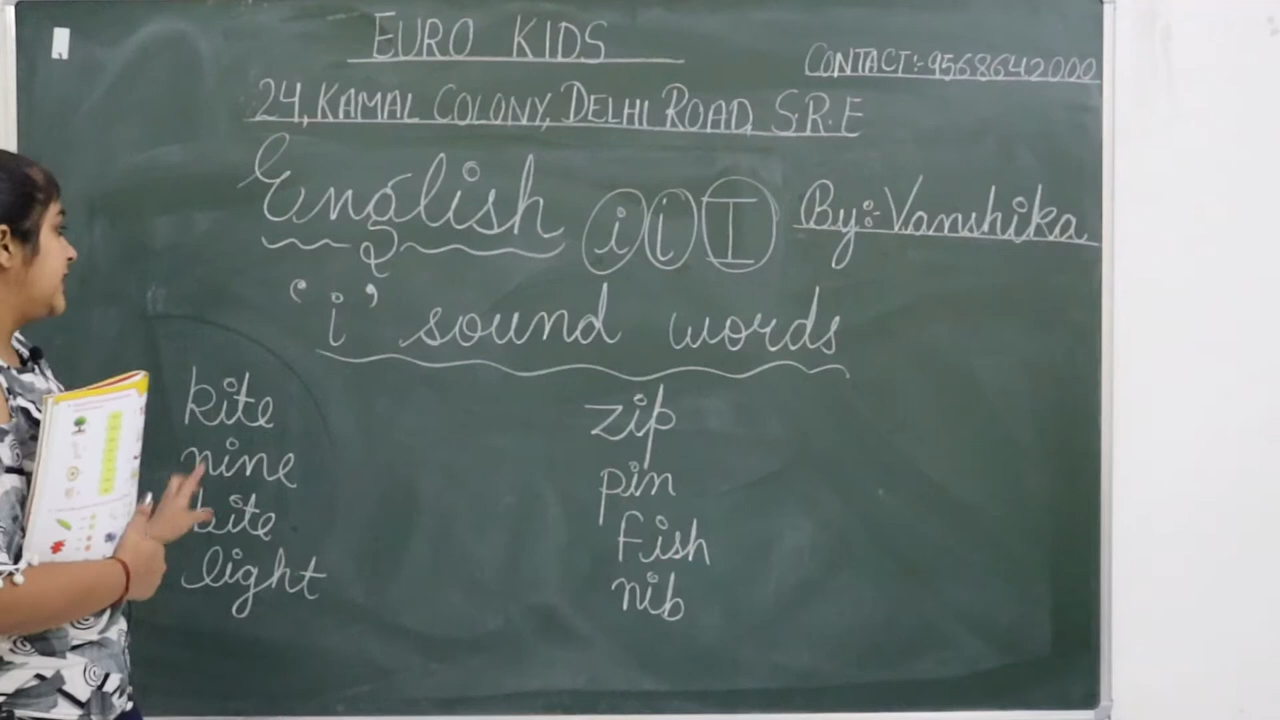 EURO KIDS
CONTACT:-9568642000
24, KAMAL COLONY, DELHI ROAD, S.R.E
English i i I By:-Vanshika
'i' sound words
kite
nine
bite
light
zip
pin
fish
nib